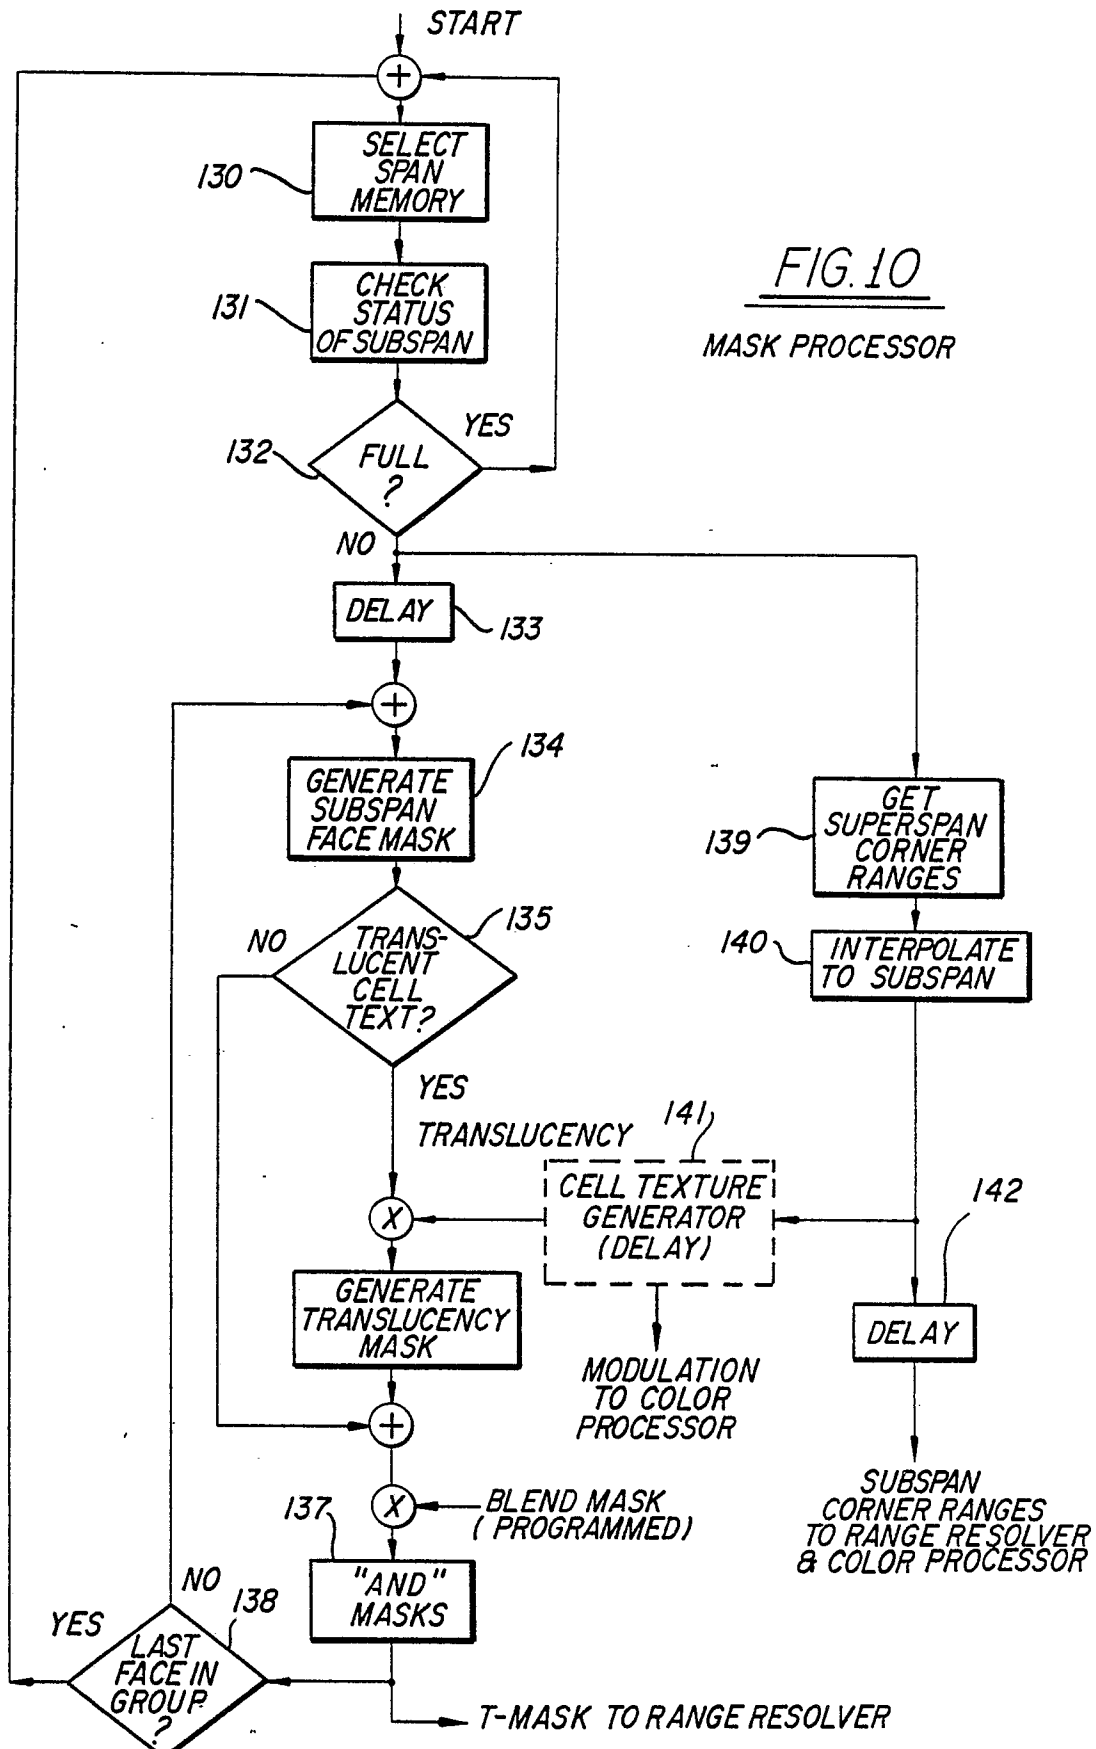 START
+
SELECT
SPAN
MEMORY
130
CHECK
STATUS
OF SUBSPAN
131
FIG. 10
MASK PROCESSOR
YES
132
FULL
?
NO
DELAY
133
+
134
GENERATE
SUBSPAN
FACE MASK
GET
SUPERSPAN
CORNER
RANGES
139
135
NO
TRANS-
LUCENT
CELL
TEXT?
140
INTERPOLATE
TO SUBSPAN
YES
TRANSLUCENCY
141
CELL TEXTURE
GENERATOR
(DELAY)
142
X
GENERATE
TRANSLUCENCY
MASK
DELAY
MODULATION
TO COLOR
PROCESSOR
+
SUBSPAN
CORNER RANGES
TO RANGE RESOLVER
& COLOR PROCESSOR
X
BLEND MASK
(PROGRAMMED)
137
"AND"
MASKS
NO
138
YES
LAST
FACE IN
GROUP
?
T-MASK TO RANGE RESOLVER